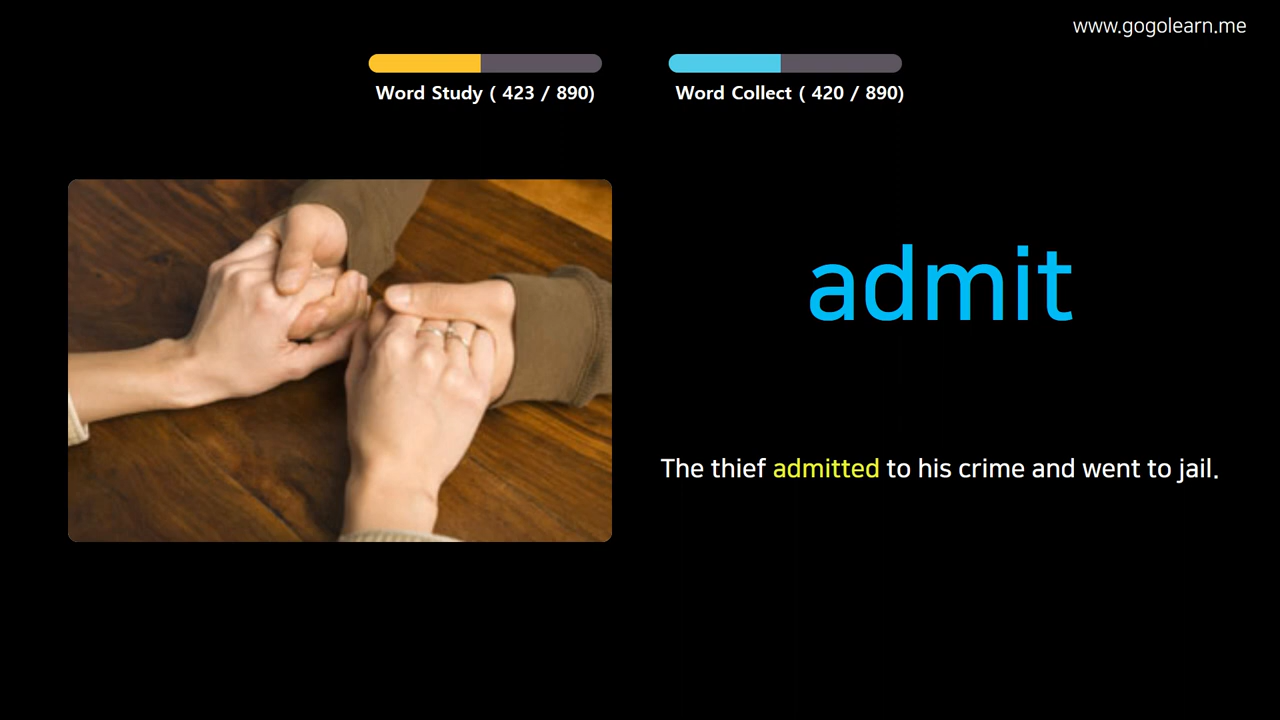 www.gogolearn.me
Word Study ( 423 / 890)
Word Collect ( 420 / 890)
admit
The thief admitted to his crime and went to jail.